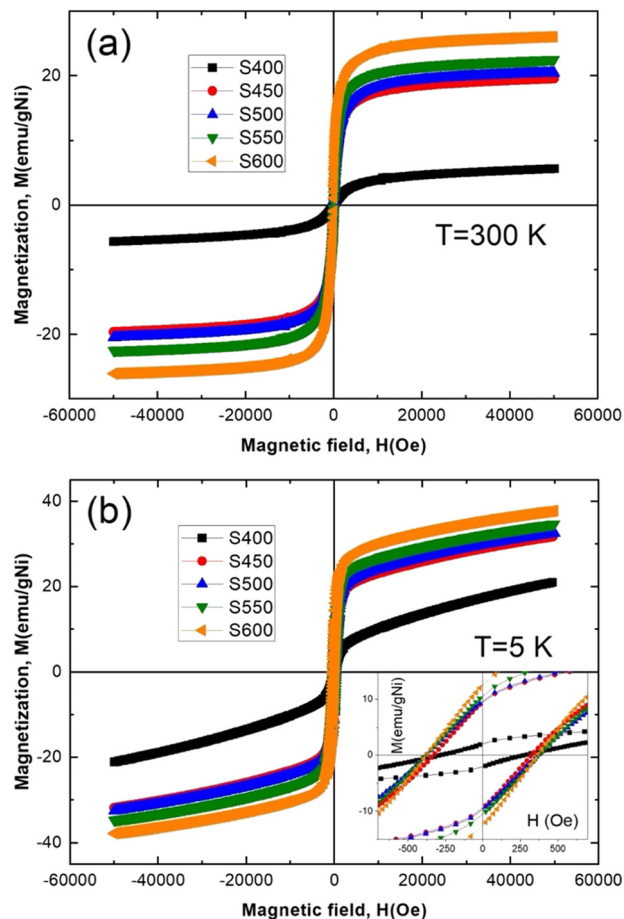 (a)
S400
S450
S500
S550
S600
T=300 K
Magnetization, M(emu/gNi)
20
0
-20
-60000 -40000 -20000 0 20000 40000 60000
Magnetic field, H(Oe)
(b)
S400
S450
S500
S550
S600
T=5 K
Magnetization, M(emu/gNi)
40
20
0
-20
-40
M(emu/gNi)
10
0
-10
H (Oe)
-500 -250 0 250 500
-60000 -40000 -20000 0 20000 40000 60000
Magnetic field, H(Oe)